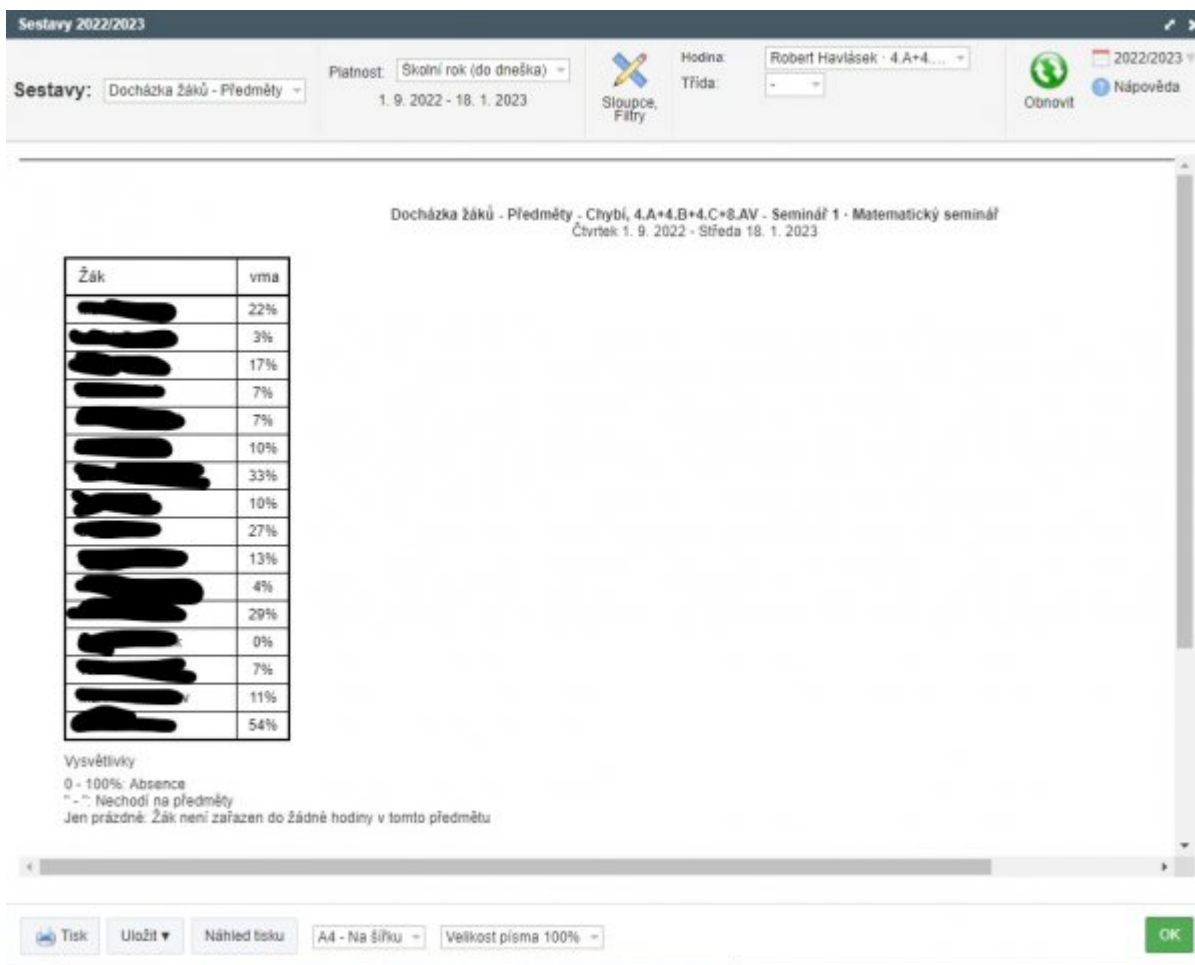 Sestavy 2022/2023
Sestavy: Docházka žáků - Předměty
Platnost: Školní rok (do dneška)
1. 9. 2022 - 18. 1. 2023
Sloupce, Filtry
Hodina: Robert Havlásek · 4.A+4....
Třída: -
Obnovit
2022/2023
Nápověda
Docházka žáků - Předměty - Chybí, 4.A+4.B+4.C+8.AV - Seminář 1 - Matematický seminář
Čtvrtek 1. 9. 2022 - Středa 18. 1. 2023
Žák vma
22%
3%
17%
7%
7%
10%
33%
10%
27%
13%
4%
29%
0%
7%
11%
54%
Vysvětlivky
0 - 100%: Absence
" - ": Nechodí na předměty
Jen prázdné: Žák není zařazen do žádné hodiny v tomto předmětu
Tisk Uložit ▾ Náhled tisku A4 - Na šířku Velikost písma 100% OK